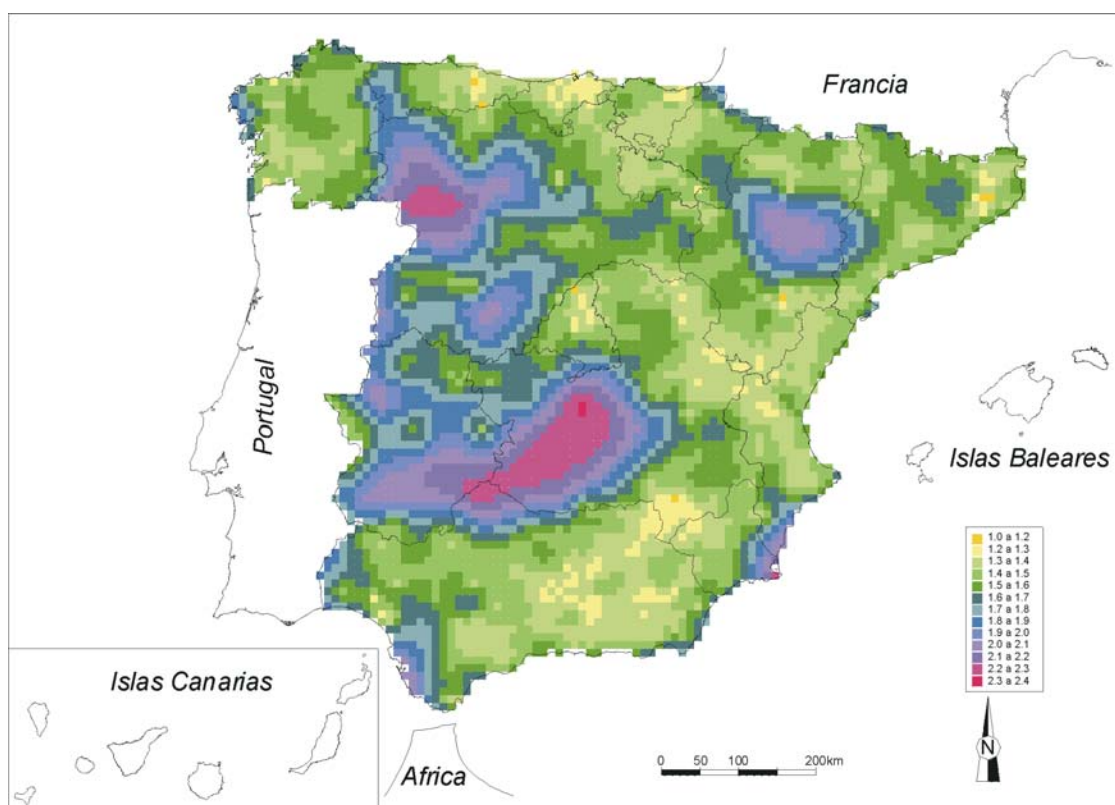 Francia
Portugal
Islas Baleares
1.0 a 1.2
1.2 a 1.3
1.3 a 1.4
1.4 a 1.5
1.5 a 1.6
1.6 a 1.7
1.7 a 1.8
1.8 a 1.9
1.9 a 2.0
2.0 a 2.1
2.1 a 2.2
2.2 a 2.3
2.3 a 2.4
Islas Canarias
N
Africa
0 50 100 200km